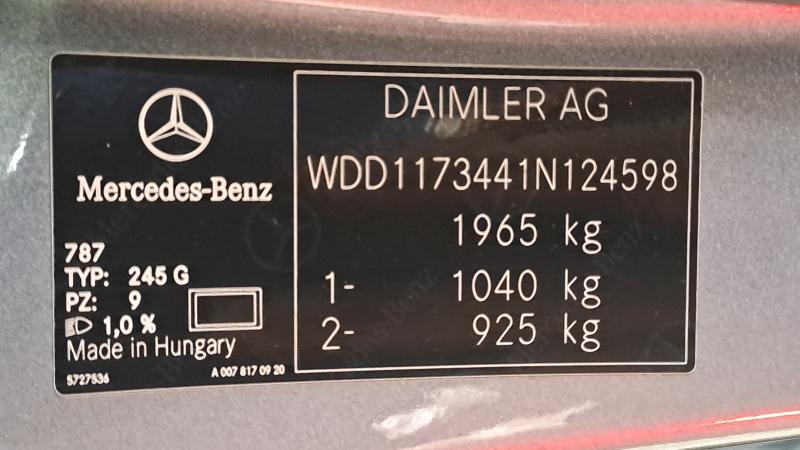 Mercedes-Benz
787
TYP: 245 G
PZ: 9
1,0 %
Made in Hungary
5727536
A 007 817 09 20
DAIMLER AG
WDD1173441N124598
1965 kg
1- 1040 kg
2- 925 kg